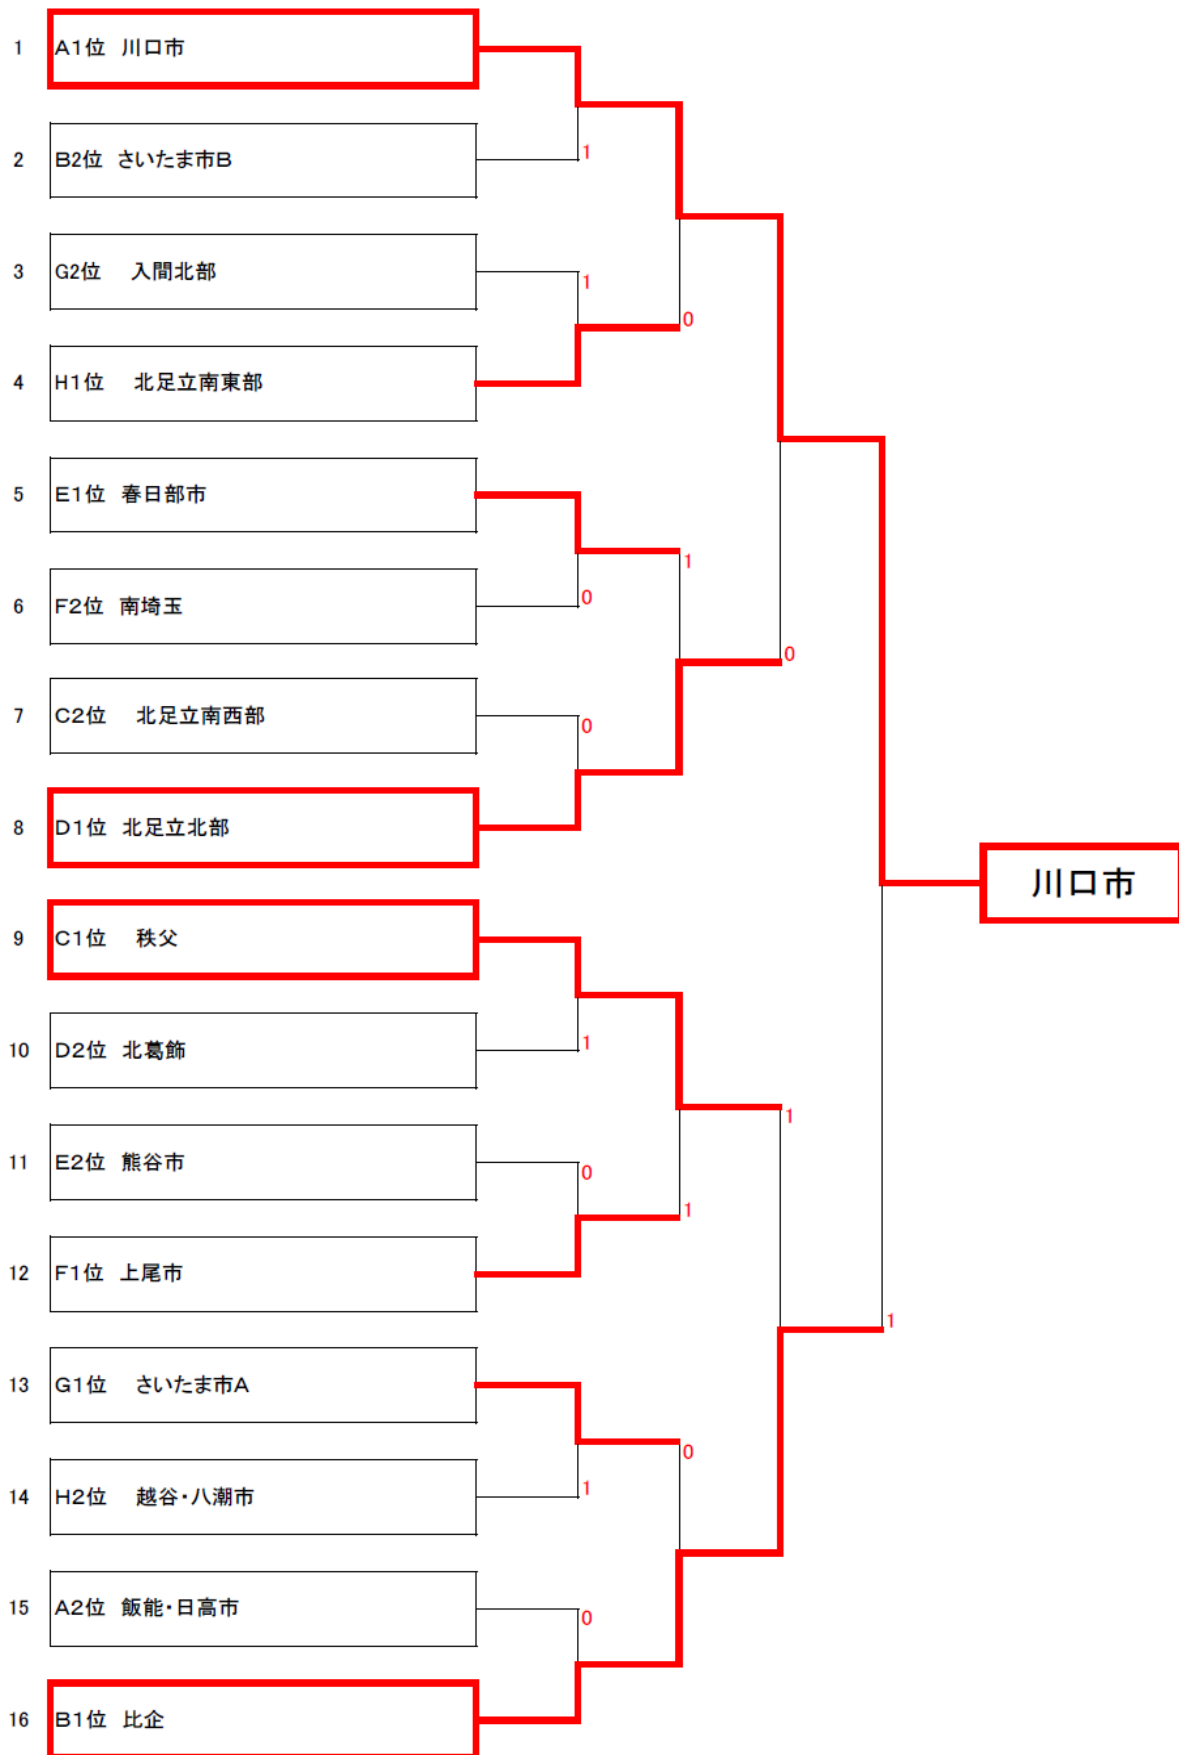 1 A1位 川口市
1
2 B2位 さいたま市B
3 G2位 入間北部
1
0
4 H1位 北足立南東部
5 E1位 春日部市
1
0
6 F2位 南埼玉
0
7 C2位 北足立南西部
0
8 D1位 北足立北部
川口市
9 C1位 秩父
1
10 D2位 北葛飾
1
11 E2位 熊谷市
0
1
12 F1位 上尾市
1
13 G1位 さいたま市A
0
1
14 H2位 越谷・八潮市
15 A2位 飯能・日高市
0
16 B1位 比企